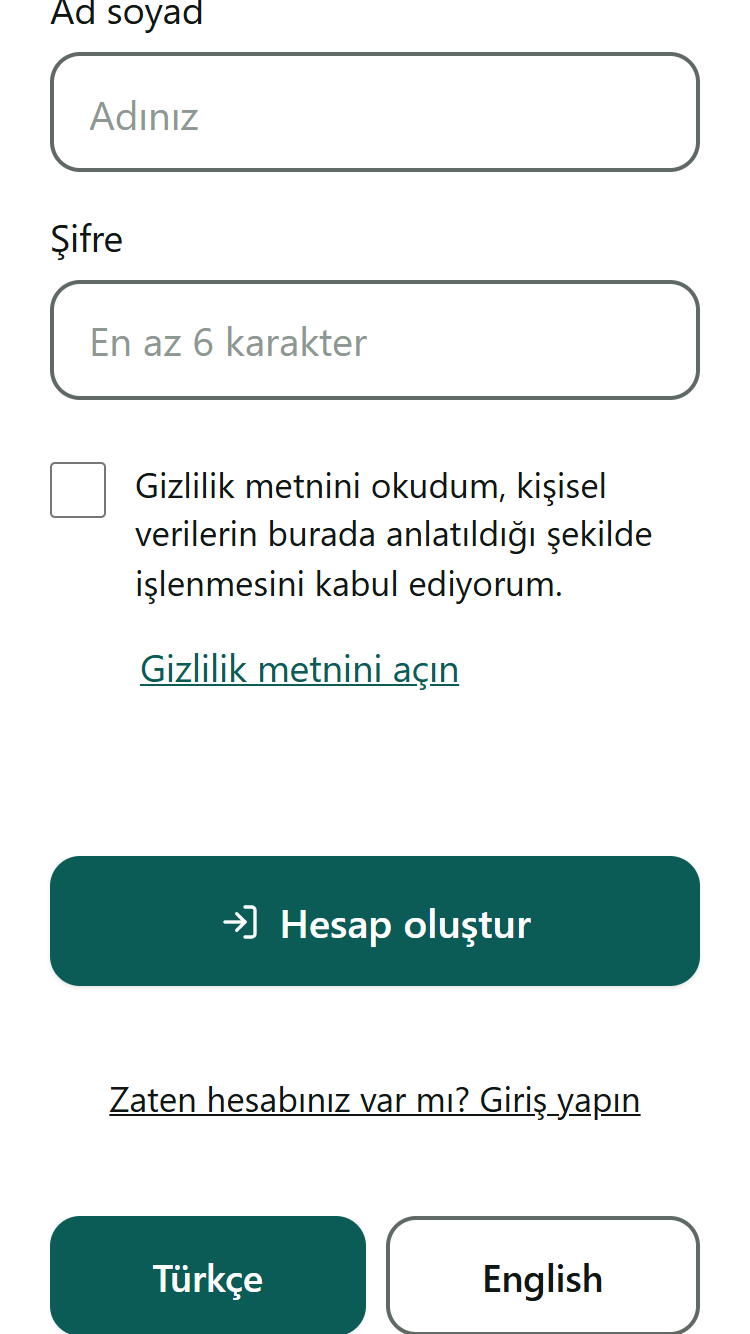 Ad soyad
Adınız
Şifre
En az 6 karakter
Gizlilik metnini okudum, kişisel
verilerin burada anlatıldığı şekilde
işlenmesini kabul ediyorum.
Gizlilik metnini açın
Hesap oluştur
Zaten hesabınız var mı? Giriş yapın
Türkçe
English